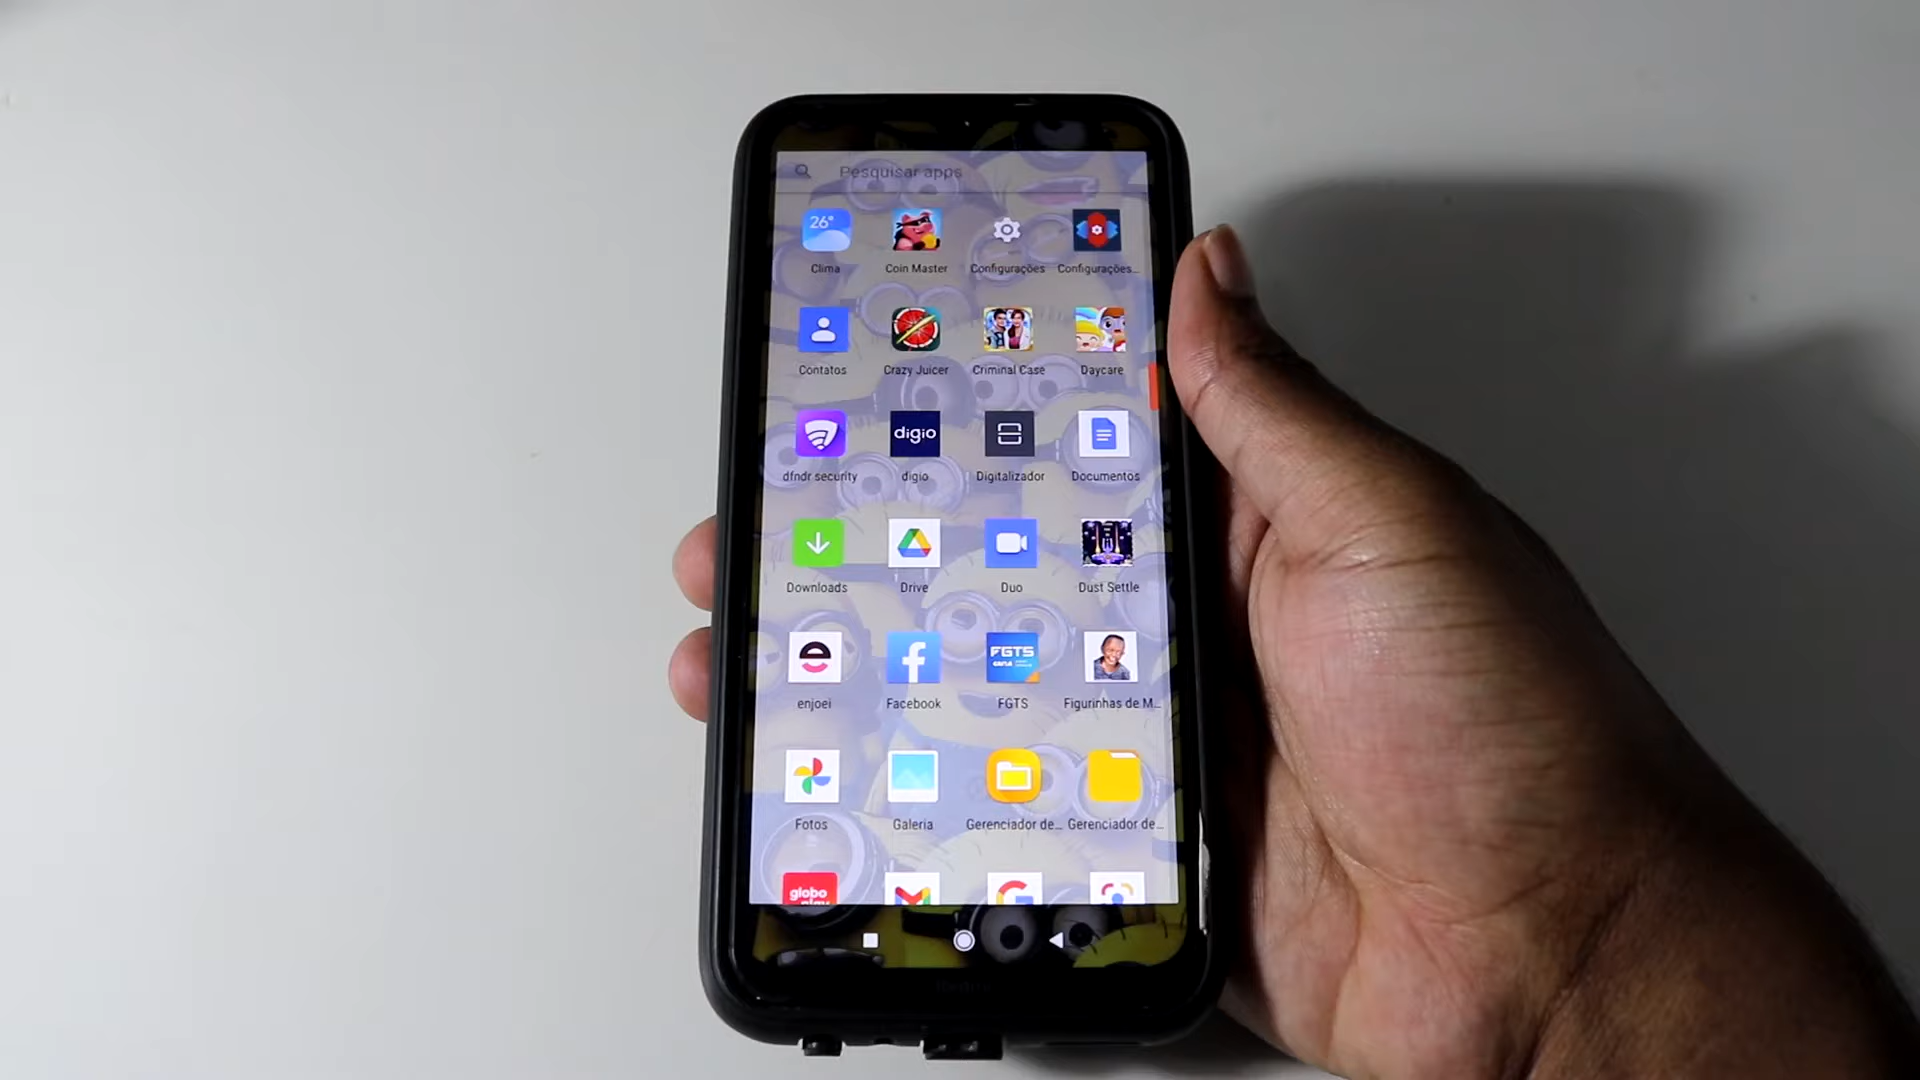 Pesquisar apps
26°
Clima
Coin Master
Configurações
Configurações...
Contatos
Crazy Juicer
Criminal Case
Daycare
digio
dfndr security
digio
Digitalizador
Documentos
Downloads
Drive
Duo
Dust Settle
FGTS
CAIXA
enjoei
Facebook
FGTS
Figurinhas de M...
Fotos
Galeria
Gerenciador de...
Gerenciador de...
globo
play